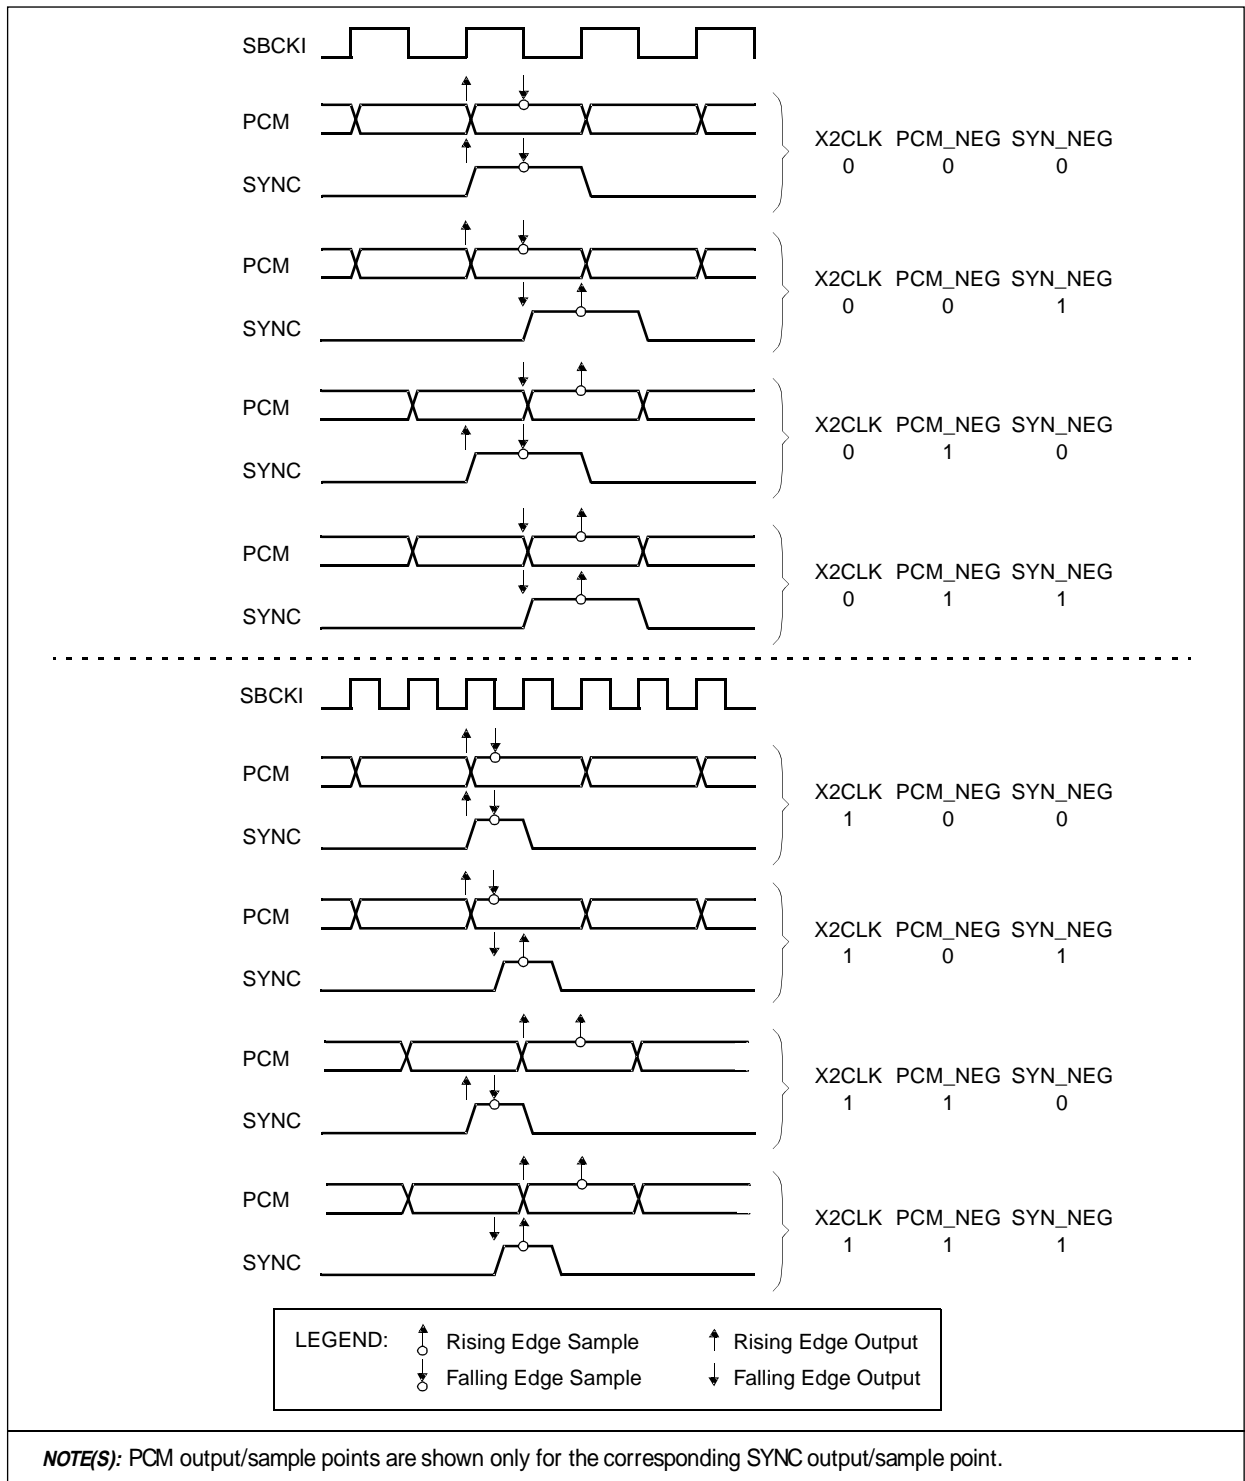 SBCKI
PCM
X2CLK PCM_NEG SYN_NEG
0 0 0
SYNC
PCM
X2CLK PCM_NEG SYN_NEG
0 0 1
SYNC
PCM
X2CLK PCM_NEG SYN_NEG
0 1 0
SYNC
PCM
X2CLK PCM_NEG SYN_NEG
0 1 1
SYNC
SBCKI
PCM
X2CLK PCM_NEG SYN_NEG
1 0 0
SYNC
PCM
X2CLK PCM_NEG SYN_NEG
1 0 1
SYNC
PCM
X2CLK PCM_NEG SYN_NEG
1 1 0
SYNC
PCM
X2CLK PCM_NEG SYN_NEG
1 1 1
SYNC
LEGEND: Rising Edge Sample Rising Edge Output
Falling Edge Sample Falling Edge Output
NOTE(S): PCM output/sample points are shown only for the corresponding SYNC output/sample point.